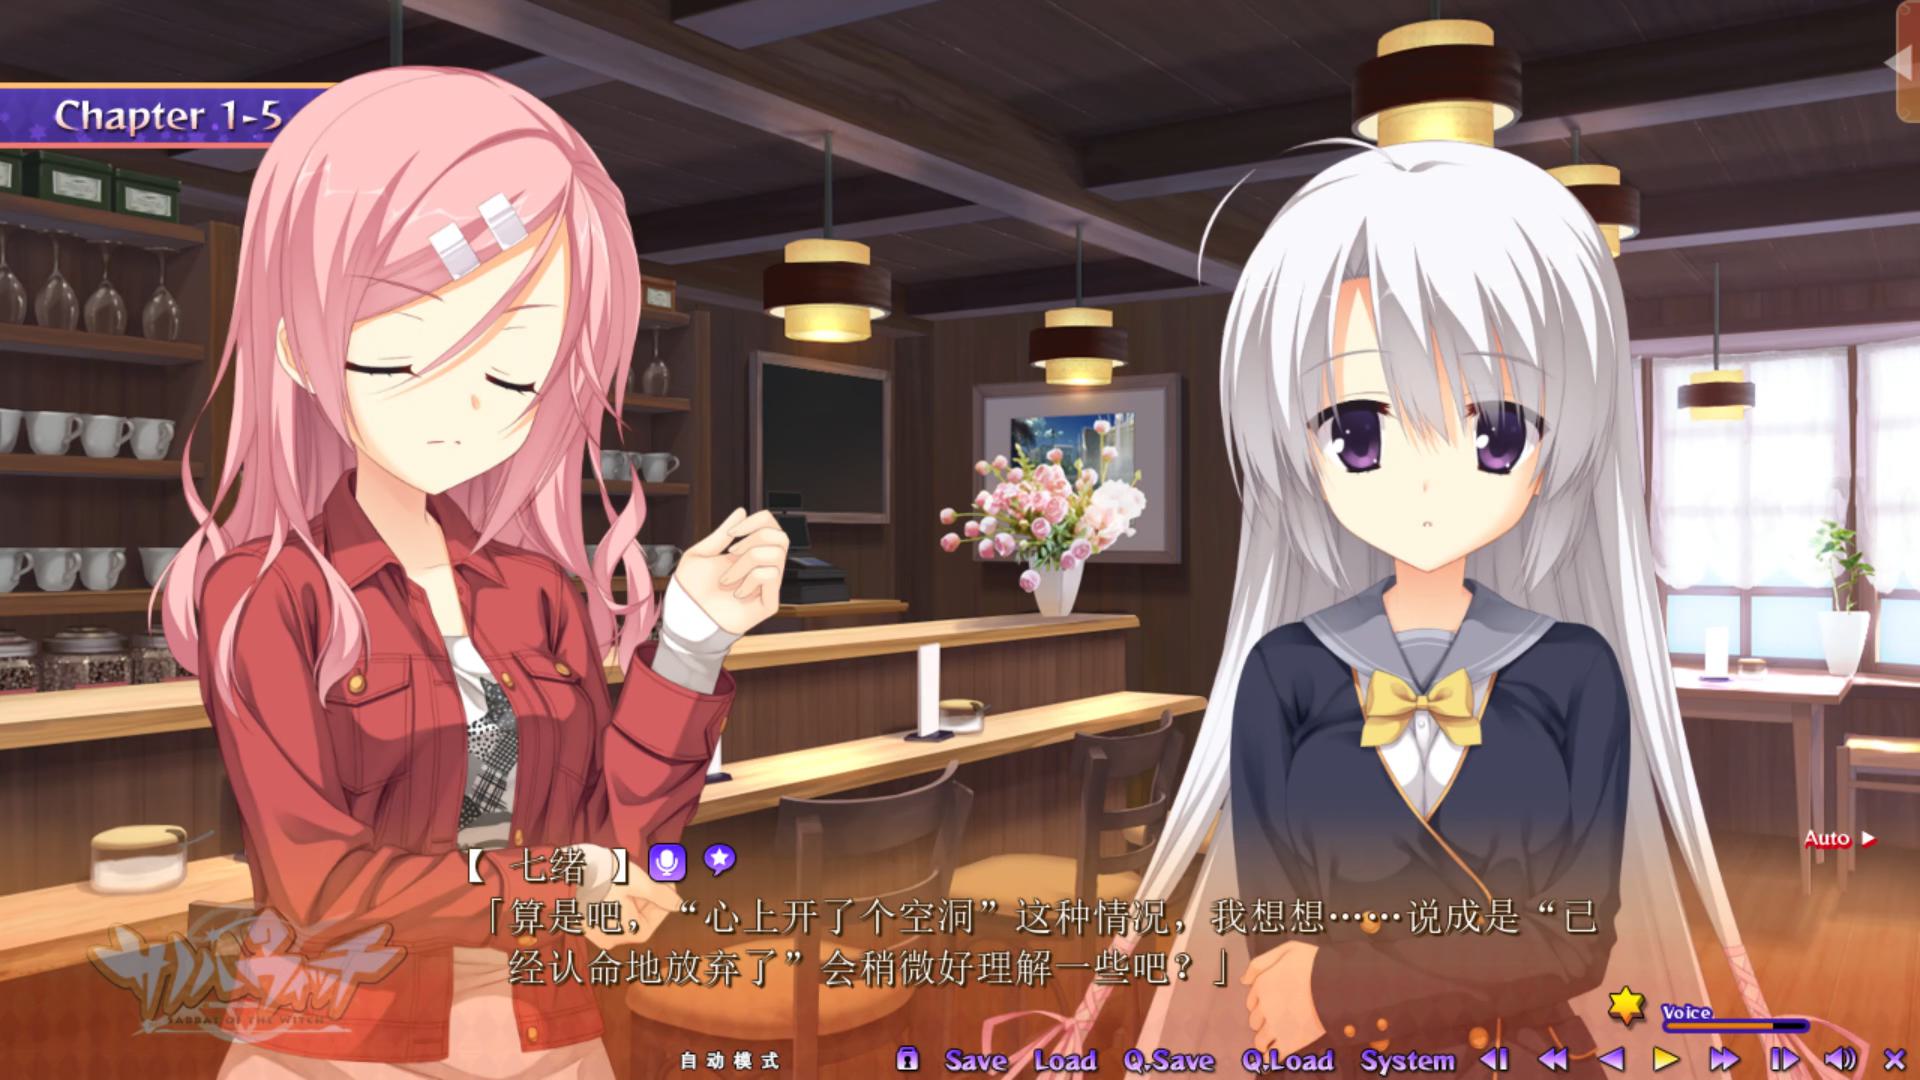 Chapter 1-5
【 七绪 】
「算是吧，“心上开了个空洞”这种情况，我想想……说成是“已
经认命地放弃了”会稍微好理解一些吧？」
Auto
サノバウィッチ
SABBAT OF THE WITCH
Voice
自动模式
Save Load Q.Save Q.Load System